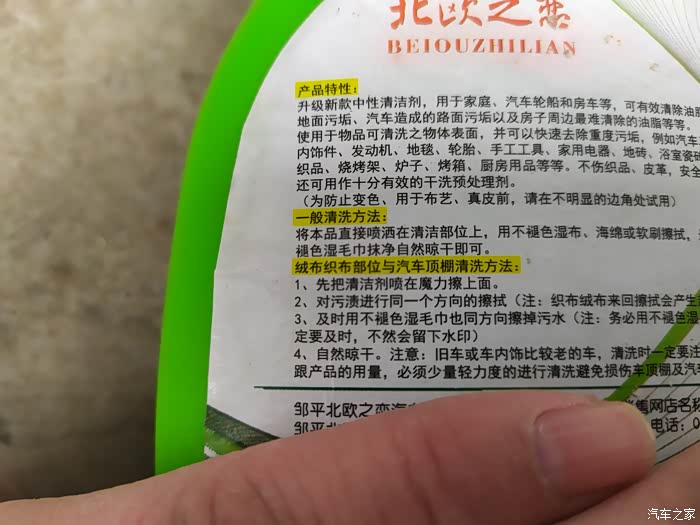 北欧之恋
BEIOUZHILIAN
产品特性:
升级新款中性清洁剂,用于家庭、汽车轮船和房车等,可有效清除油脂
地面污垢、汽车造成的路面污垢以及房子周边最难清除的油脂等等。
使用于物品可清洗之物体表面,并可以快速去除重度污垢,例如汽车
内饰件、发动机、地毯、轮胎、手工工具、家用电器、地砖、浴室瓷砖
织品、烧烤架、炉子、烤箱、厨房用品等等。不伤织品、皮革,安全
还可用作十分有效的干洗预处理剂。
(为防止变色、用于布艺、真皮前,请在不明显的边角处试用)
一般清洗方法:
将本品直接喷洒在清洁部位上,用不褪色湿布、海绵或软刷擦拭,
褪色湿毛巾抹净自然晾干即可。
绒布织布部位与汽车顶棚清洗方法:
1、先把清洁剂喷在魔力擦上面。
2、对污渍进行同一个方向的擦拭(注:织布绒布来回擦拭会产生
3、及时用不褪色湿毛巾也同方向擦掉污水(注:务必用不褪色湿
定要及时,不然会留下水印)
4、自然晾干。注意:旧车或车内饰比较老的车,清洗时一定要注
跟产品的用量,必须少量轻力度的进行清洗避免损伤车顶棚及汽
邹平北欧之恋汽 售网店名称
邹平北 电话:0
汽车之家